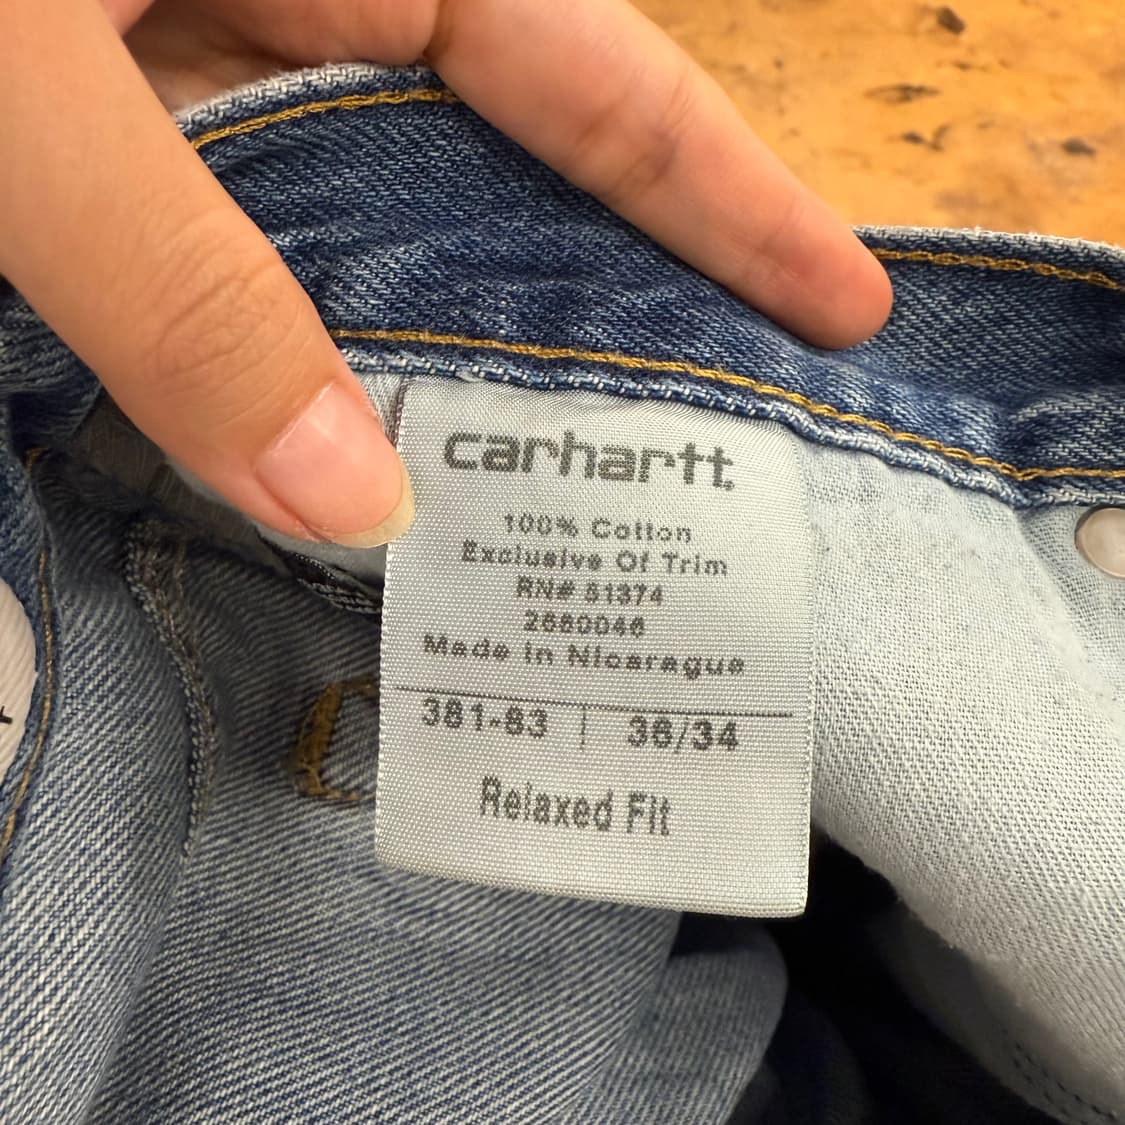 carhartt
100% Cotton
Exclusive Of Trim
RN# 51374
2680046
Made in Nicaragua
381-83 | 36/34
Relaxed Fit